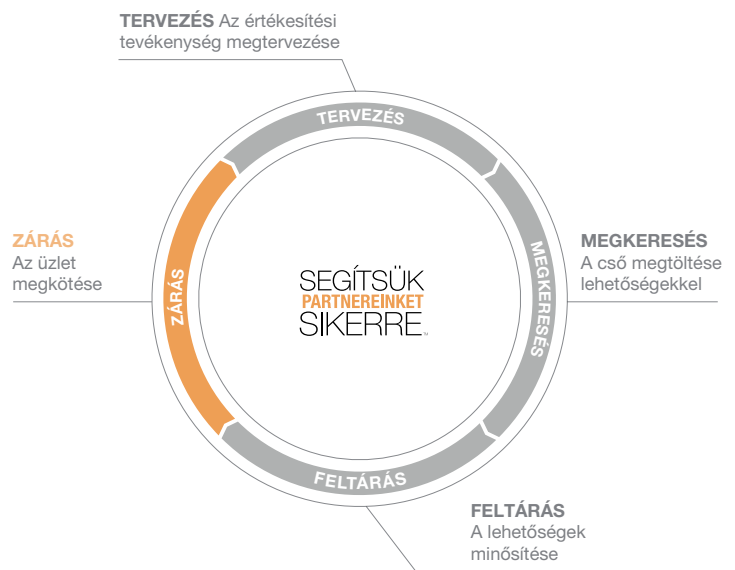 TERVEZÉS Az értékesítési
tevékenység megtervezése
TERVEZÉS
ZÁRÁS
Az üzlet
megkötése
ZÁRÁS
SEGÍTSÜK
PARTNEREINKET
SIKERRE™
MEGKERESÉS
MEGKERESÉS
A cső megtöltése
lehetőségekkel
FELTÁRÁS
FELTÁRÁS
A lehetőségek
minősítése